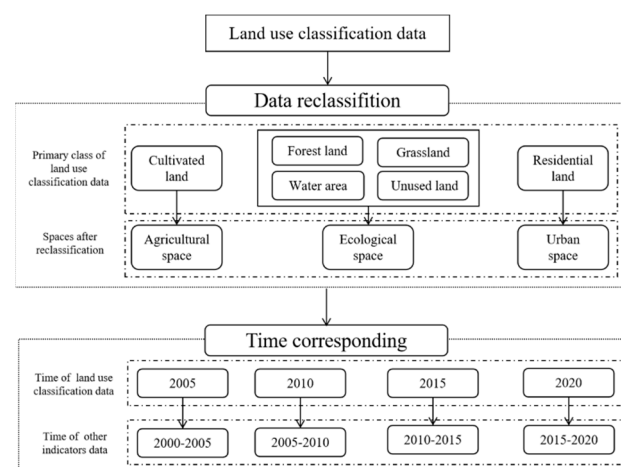 Land use classification data
Data reclassifition
Primary class of
land use
classification data
Cultivated
land
Forest land
Grassland
Water area
Unused land
Residential
land
Spaces after
reclassification
Agricultural
space
Ecological
space
Urban
space
Time corresponding
Time of land use
classification data
2005
2010
2015
2020
Time of other
indicators data
2000-2005
2005-2010
2010-2015
2015-2020